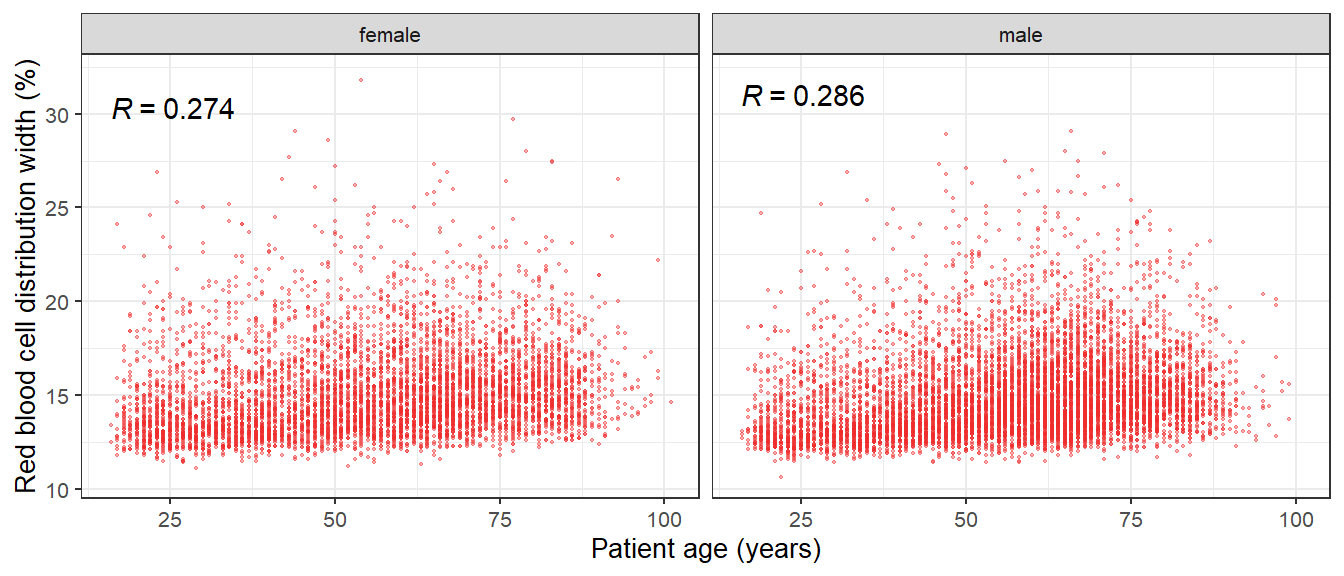 female
male
Red blood cell distribution width (%)
30
25
20
15
10
R = 0.274
R = 0.286
25 50 75 100
25 50 75 100
Patient age (years)